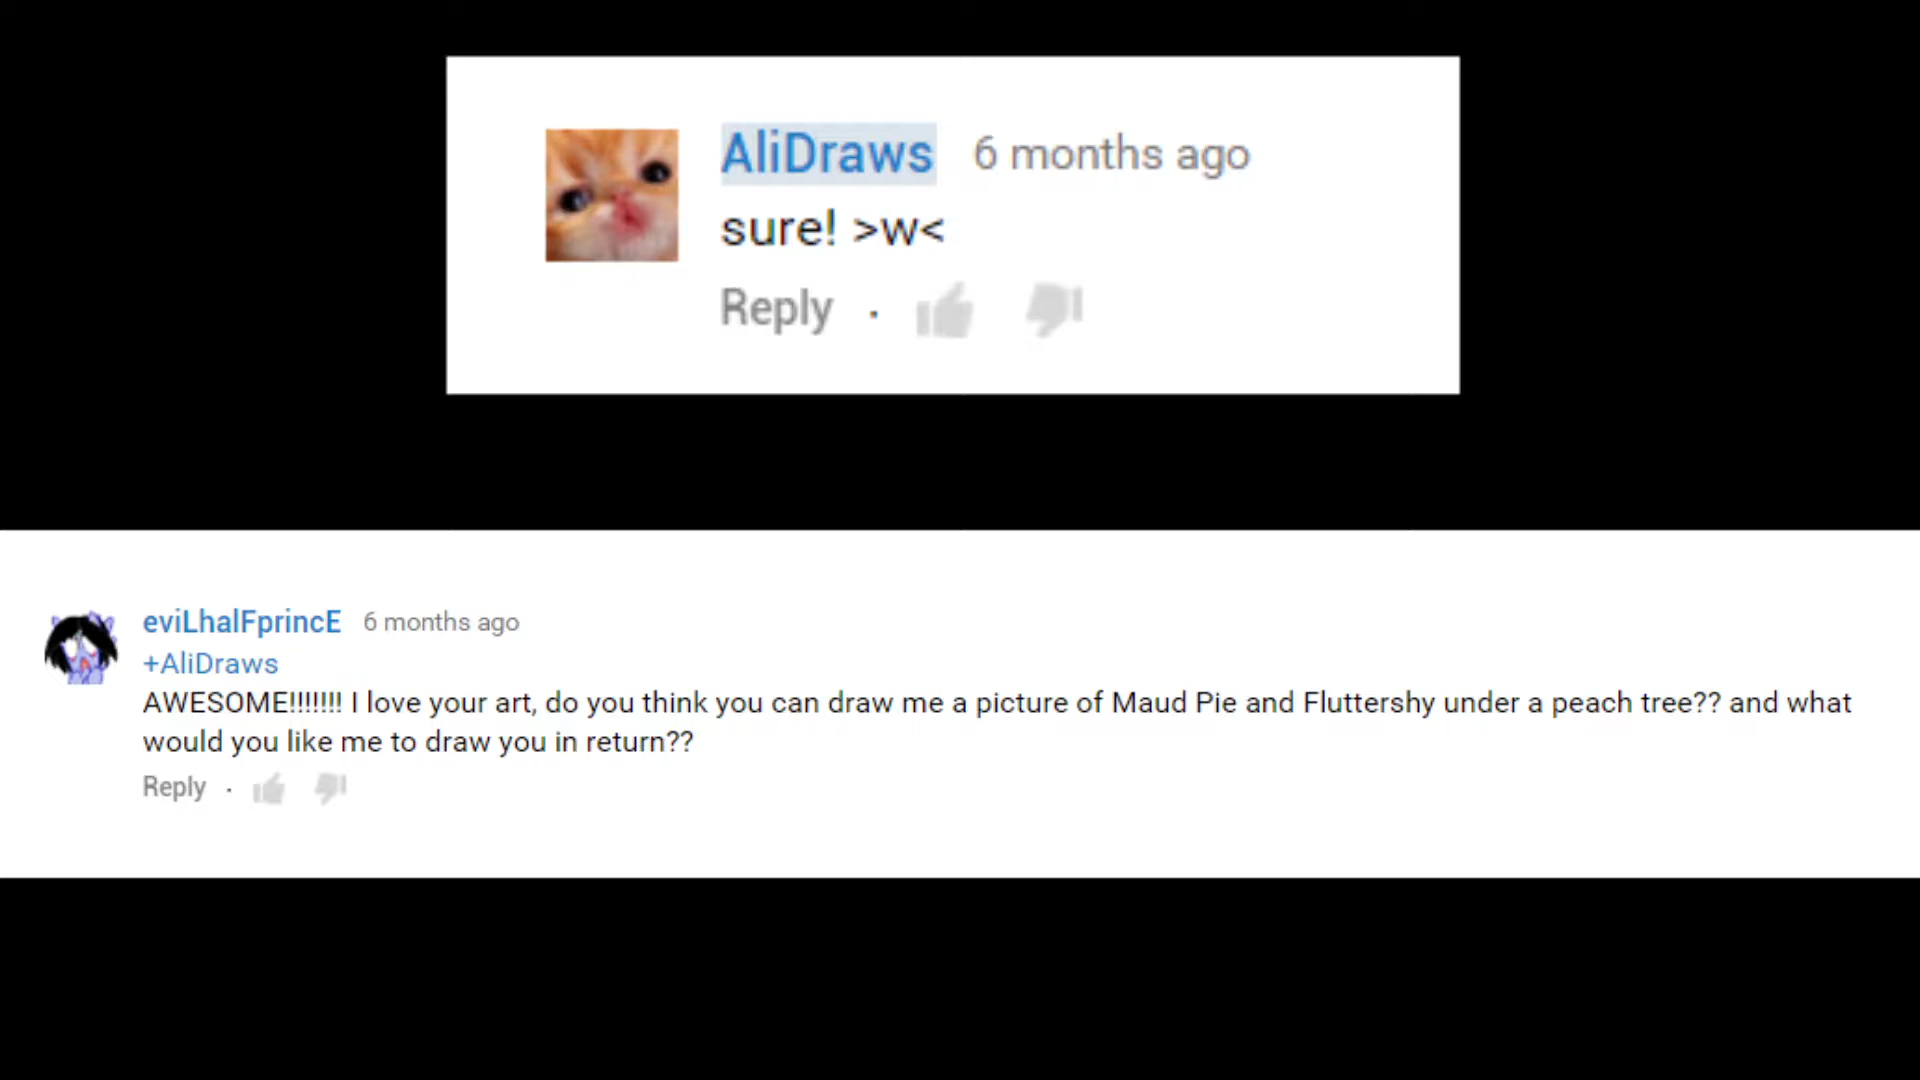 AliDraws 6 months ago
sure! >w<
Reply ·
eviLhalFprincE 6 months ago
+AliDraws
AWESOME!!!!!!! I love your art, do you think you can draw me a picture of Maud Pie and Fluttershy under a peach tree?? and what
would you like me to draw you in return??
Reply ·